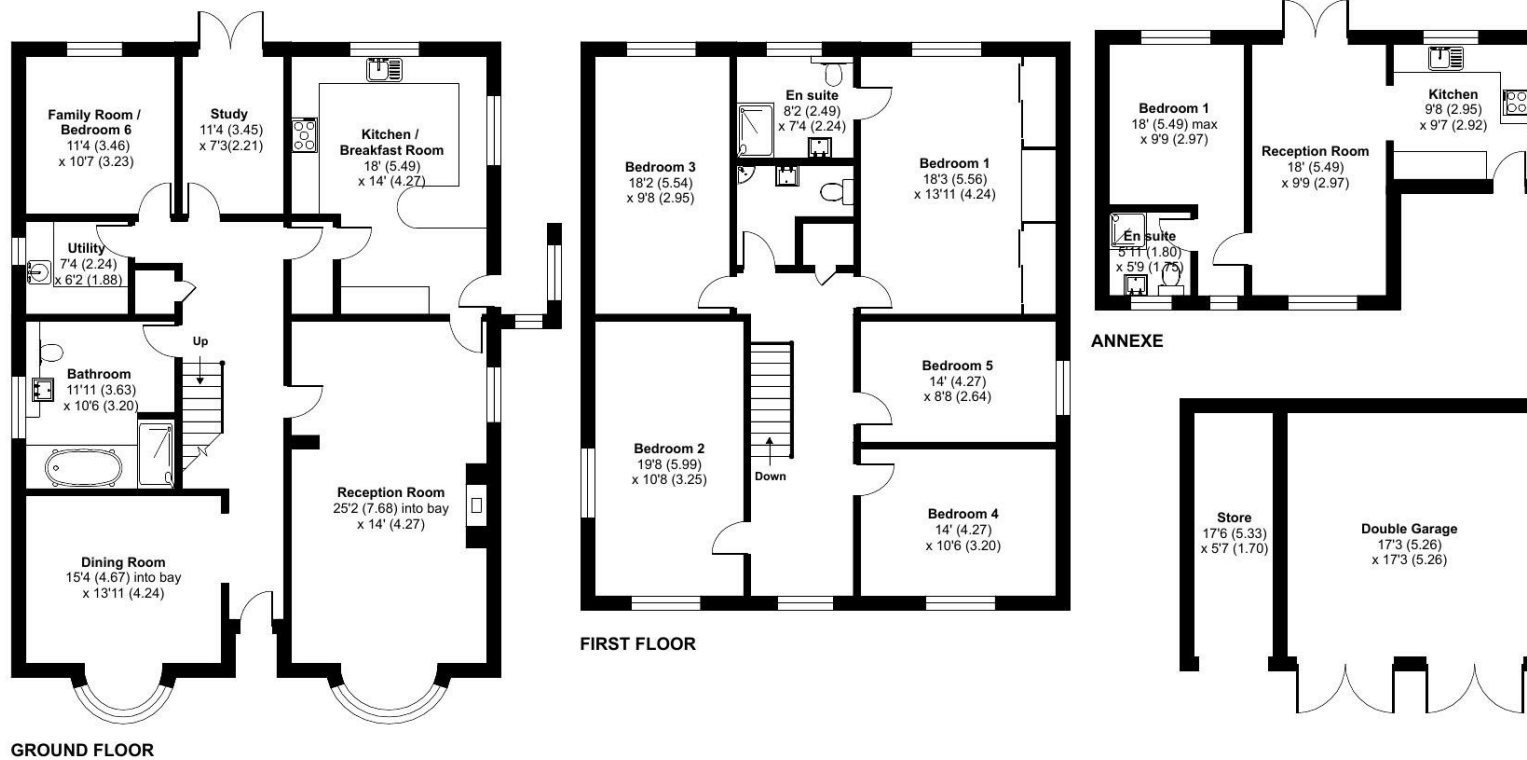 Family Room /
Bedroom 6
11'4 (3.46)
x 10'7 (3.23)
Study
11'4 (3.45)
x 7'3(2.21)
Kitchen /
Breakfast Room
18' (5.49)
x 14' (4.27)
Utility
7'4 (2.24)
x 6'2 (1.88)
Up
Bathroom
11'11 (3.63)
x 10'6 (3.20)
Reception Room
25'2 (7.68) into bay
x 14' (4.27)
Dining Room
15'4 (4.67) into bay
x 13'11 (4.24)
GROUND FLOOR
En suite
8'2 (2.49)
x 7'4 (2.24)
Bedroom 3
18'2 (5.54)
x 9'8 (2.95)
Bedroom 1
18'3 (5.56)
x 13'11 (4.24)
Bedroom 5
14' (4.27)
x 8'8 (2.64)
Bedroom 2
19'8 (5.99)
x 10'8 (3.25)
Down
Bedroom 4
14' (4.27)
x 10'6 (3.20)
FIRST FLOOR
Bedroom 1
18' (5.49) max
x 9'9 (2.97)
Reception Room
18' (5.49)
x 9'9 (2.97)
Kitchen
9'8 (2.95)
x 9'7 (2.92)
En suite
5'11 (1.80)
x 5'9 (1.75)
ANNEXE
Store
17'6 (5.33)
x 5'7 (1.70)
Double Garage
17'3 (5.26)
x 17'3 (5.26)